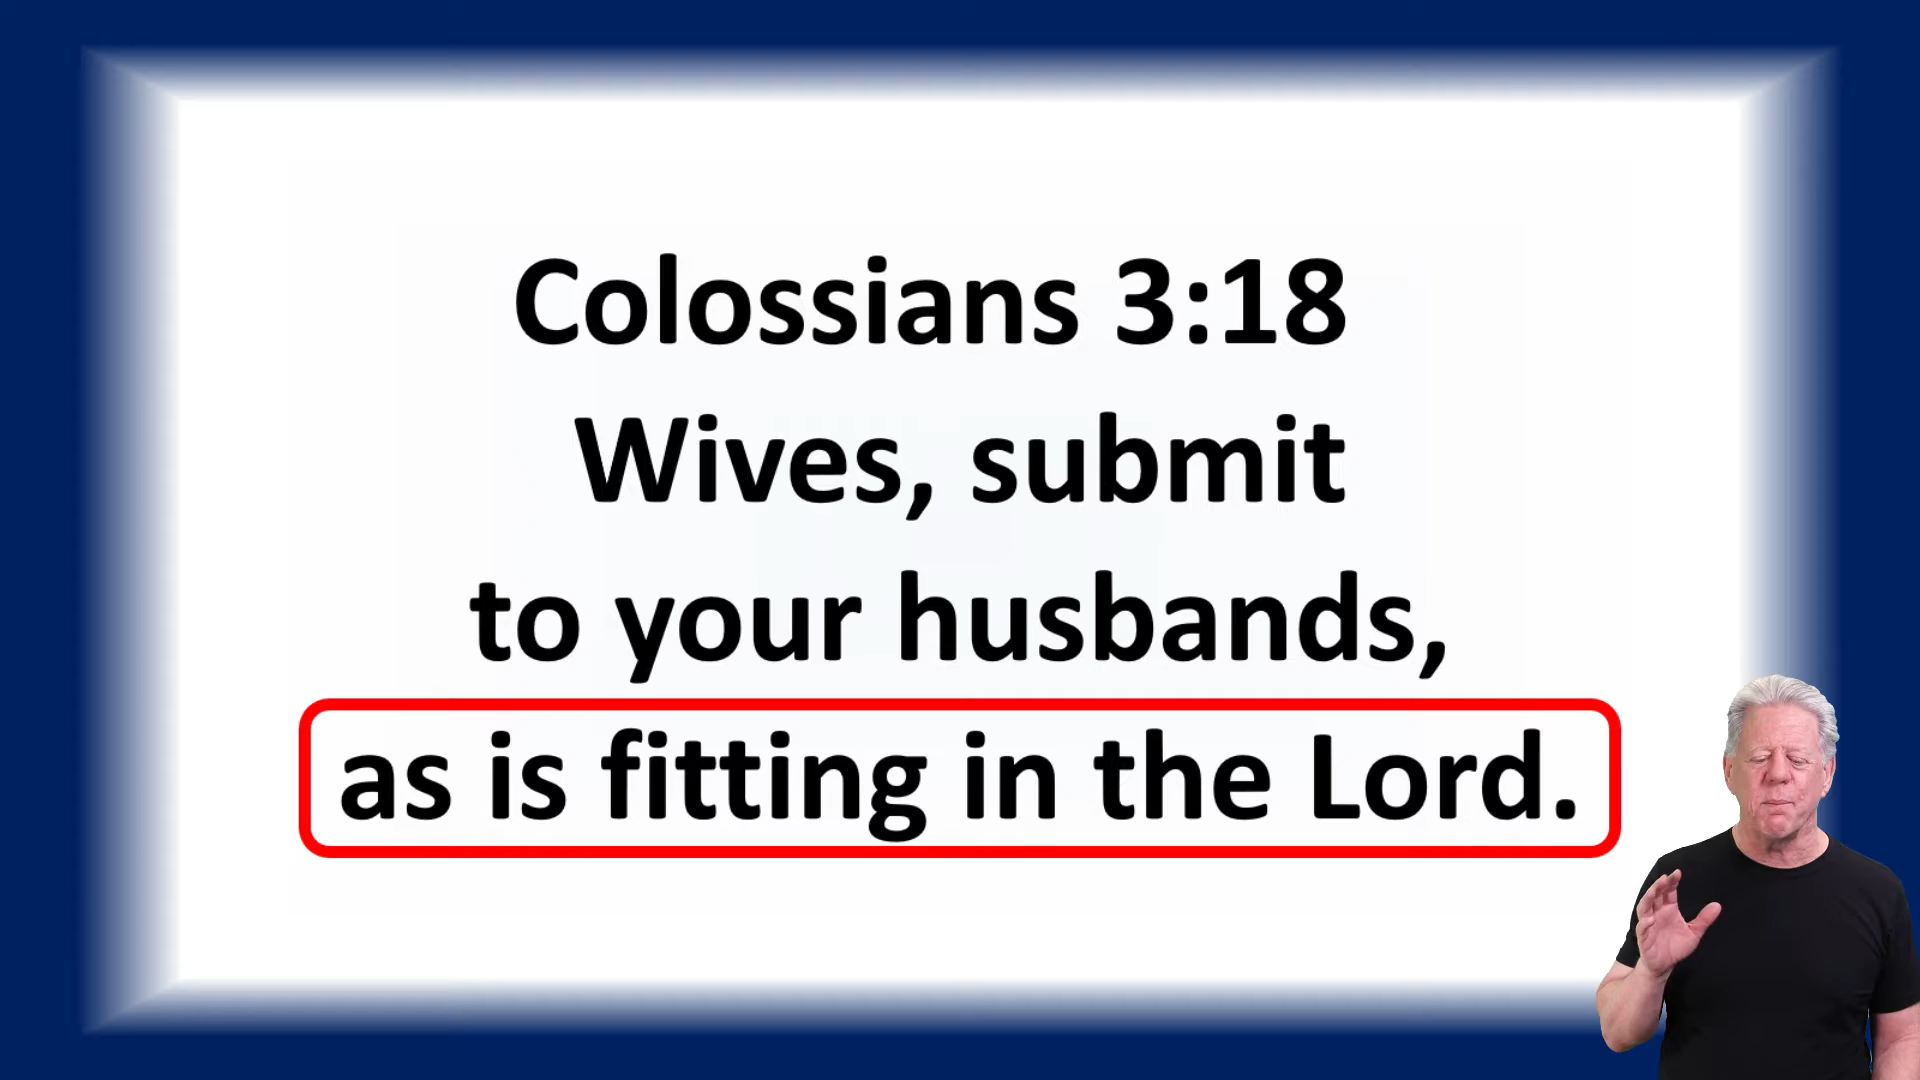 Colossians 3:18
Wives, submit
to your husbands,
as is fitting in the Lord.